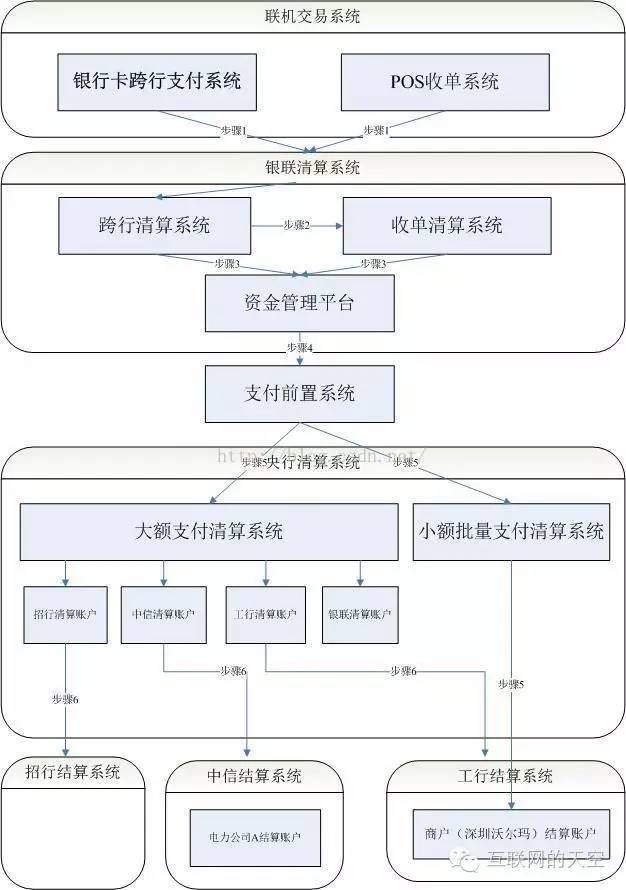 联机交易系统
银行卡跨行支付系统
POS收单系统
步骤1
步骤1
银联清算系统
跨行清算系统
步骤2
收单清算系统
步骤3
步骤3
资金管理平台
步骤4
支付前置系统
http://blog.csdn.net/
步骤5
央行清算系统
步骤5
大额支付清算系统
小额批量支付清算系统
招行清算账户
中信清算账户
工行清算账户
银联清算账户
步骤6
步骤6
步骤6
步骤5
招行结算系统
中信结算系统
工行结算系统
电力公司A结算账户
商户（深圳沃尔玛）结算账户
互联网的天空